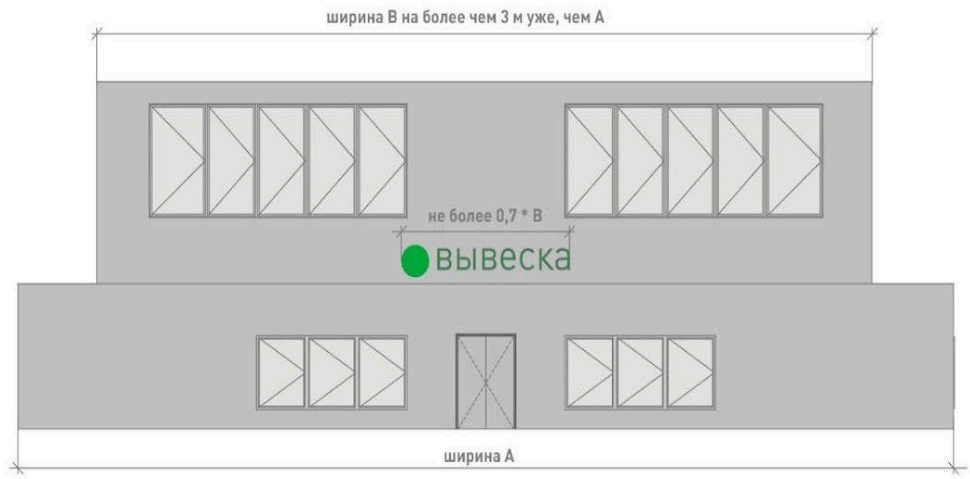 ширина В на более чем 3 м уже, чем А
не более 0,7 * В
вывеска
ширина А